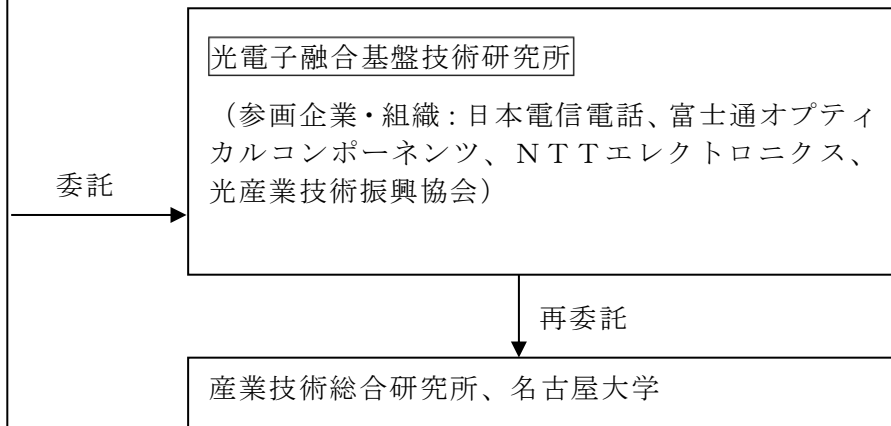 光電子融合基盤技術研究所
（参画企業・組織：日本電信電話、富士通オプティ
カルコンポーネンツ、ＮＴＴエレクトロニクス、
光産業技術振興協会）
委託
再委託
産業技術総合研究所、名古屋大学